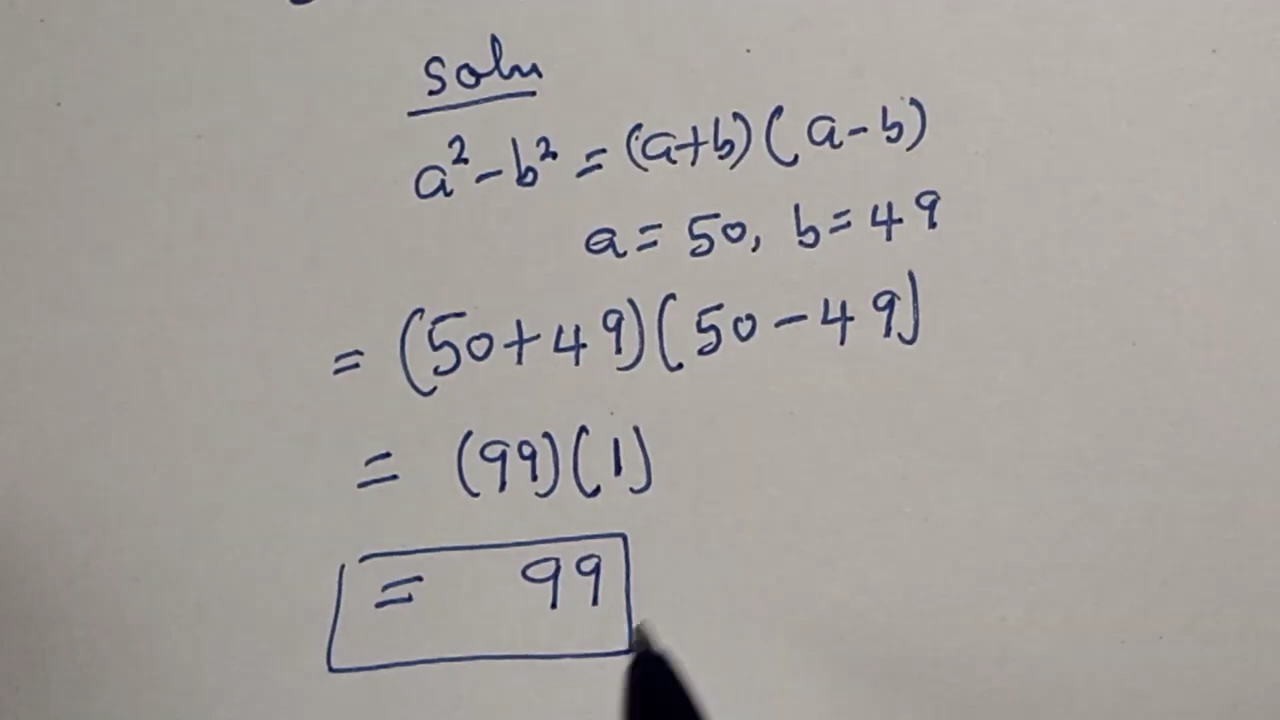 soln
a² - b² = (a+b)(a-b)
a = 50, b = 49
= (50+49)(50-49)
= (99)(1)
= 99